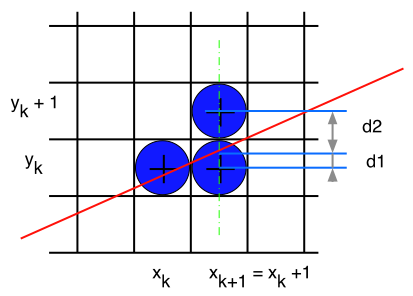 y_k + 1
d2
y_k
d1
x_k
x_k+1 = x_k +1